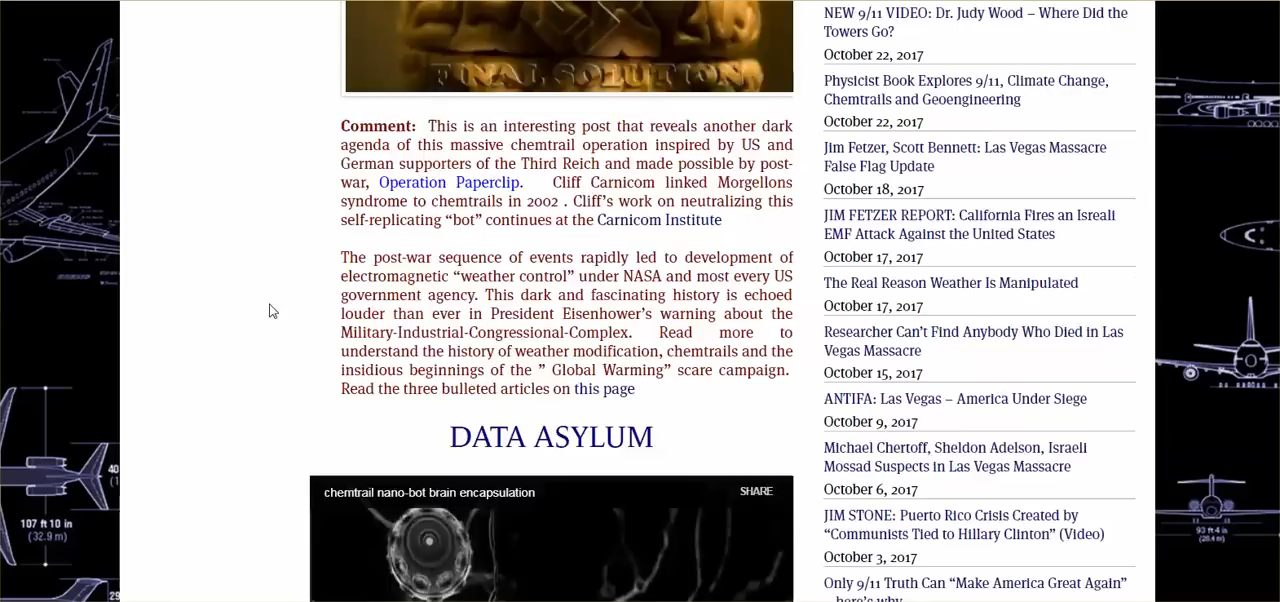 FINAL SOLUTION
Comment: This is an interesting post that reveals another dark
agenda of this massive chemtrail operation inspired by US and
German supporters of the Third Reich and made possible by post-
war, Operation Paperclip. Cliff Carnicom linked Morgellons
syndrome to chemtrails in 2002 . Cliff's work on neutralizing this
self-replicating “bot” continues at the Carnicom Institute
The post-war sequence of events rapidly led to development of
electromagnetic “weather control” under NASA and most every US
government agency. This dark and fascinating history is echoed
louder than ever in President Eisenhower's warning about the
Military-Industrial-Congressional-Complex. Read more to
understand the history of weather modification, chemtrails and the
insidious beginnings of the ” Global Warming” scare campaign.
Read the three bulleted articles on this page
DATA ASYLUM
chemtrail nano-bot brain encapsulation
SHARE
NEW 9/11 VIDEO: Dr. Judy Wood – Where Did the
Towers Go?
October 22, 2017
Physicist Book Explores 9/11, Climate Change,
Chemtrails and Geoengineering
October 22, 2017
Jim Fetzer, Scott Bennett: Las Vegas Massacre
False Flag Update
October 18, 2017
JIM FETZER REPORT: California Fires an Isreali
EMF Attack Against the United States
October 17, 2017
The Real Reason Weather Is Manipulated
October 17, 2017
Researcher Can't Find Anybody Who Died in Las
Vegas Massacre
October 15, 2017
ANTIFA: Las Vegas – America Under Siege
October 9, 2017
Michael Chertoff, Sheldon Adelson, Israeli
Mossad Suspects in Las Vegas Massacre
October 6, 2017
JIM STONE: Puerto Rico Crisis Created by
“Communists Tied to Hillary Clinton” (Video)
October 3, 2017
Only 9/11 Truth Can “Make America Great Again”
– here's why
107 ft 10 in
(32.9 m)
40
29
93 ft 4 in
(28.4 m)